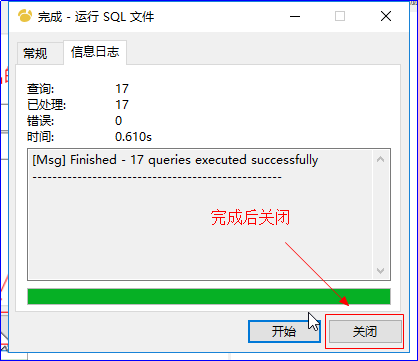 完成 - 运行 SQL 文件
常规 信息日志
查询: 17
已处理: 17
错误: 0
时间: 0.610s
[Msg] Finished - 17 queries executed successfully
--------------------------------------------------
完成后关闭
开始 关闭